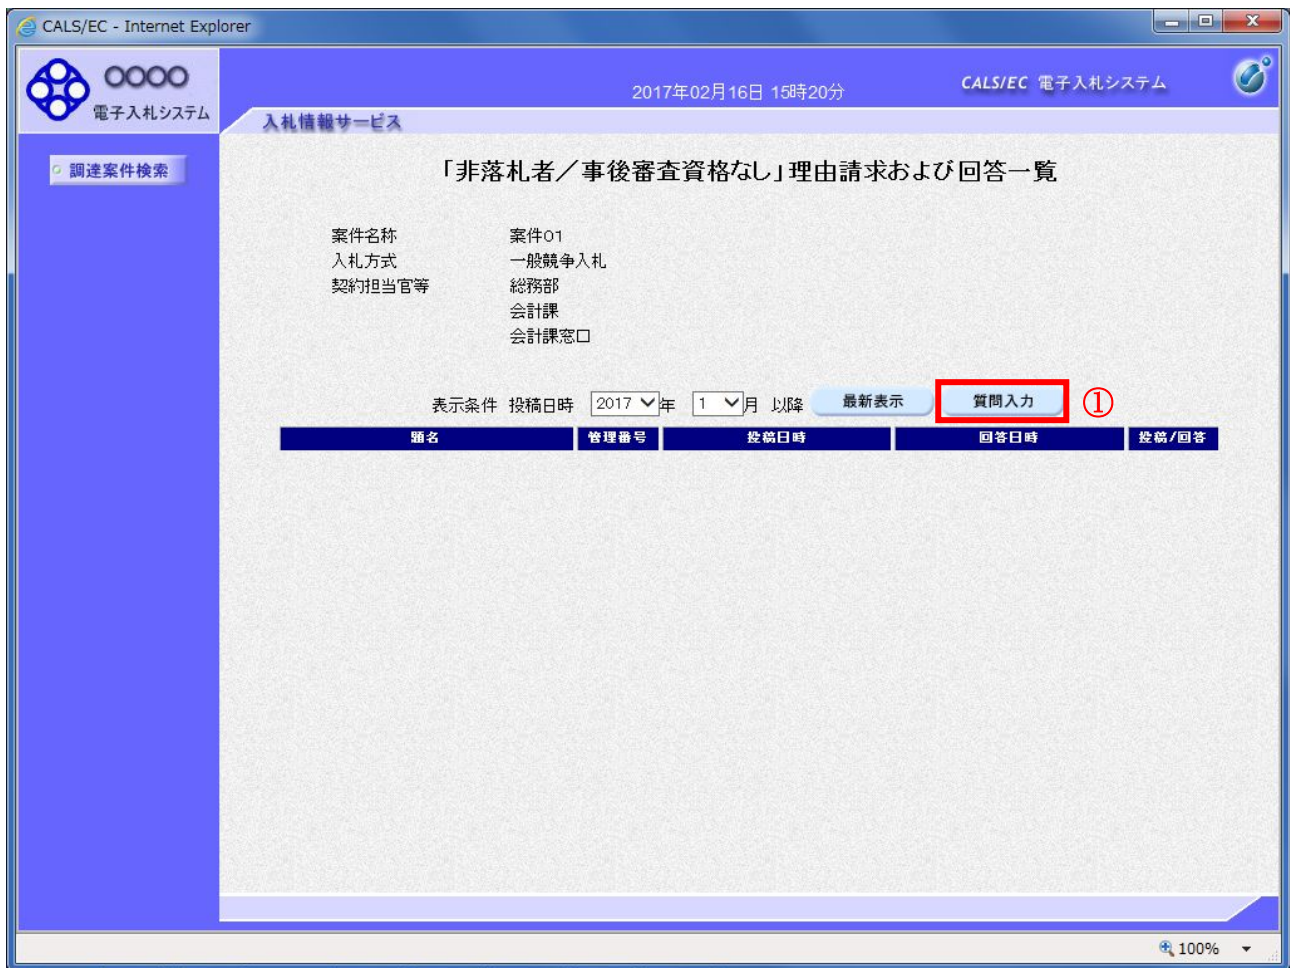 CALS/EC - Internet Explorer
〇〇〇〇
電子入札システム
2017年02月16日 15時20分
CALS/EC 電子入札システム
入札情報サービス
調達案件検索
「非落札者／事後審査資格なし」理由請求および回答一覧
案件名称 案件01
入札方式 一般競争入札
契約担当官等 総務部
会計課
会計課窓口
表示条件 投稿日時 2017 年 1 月 以降 最新表示 質問入力 ①
題名 管理番号 投稿日時 回答日時 投稿/回答
100%